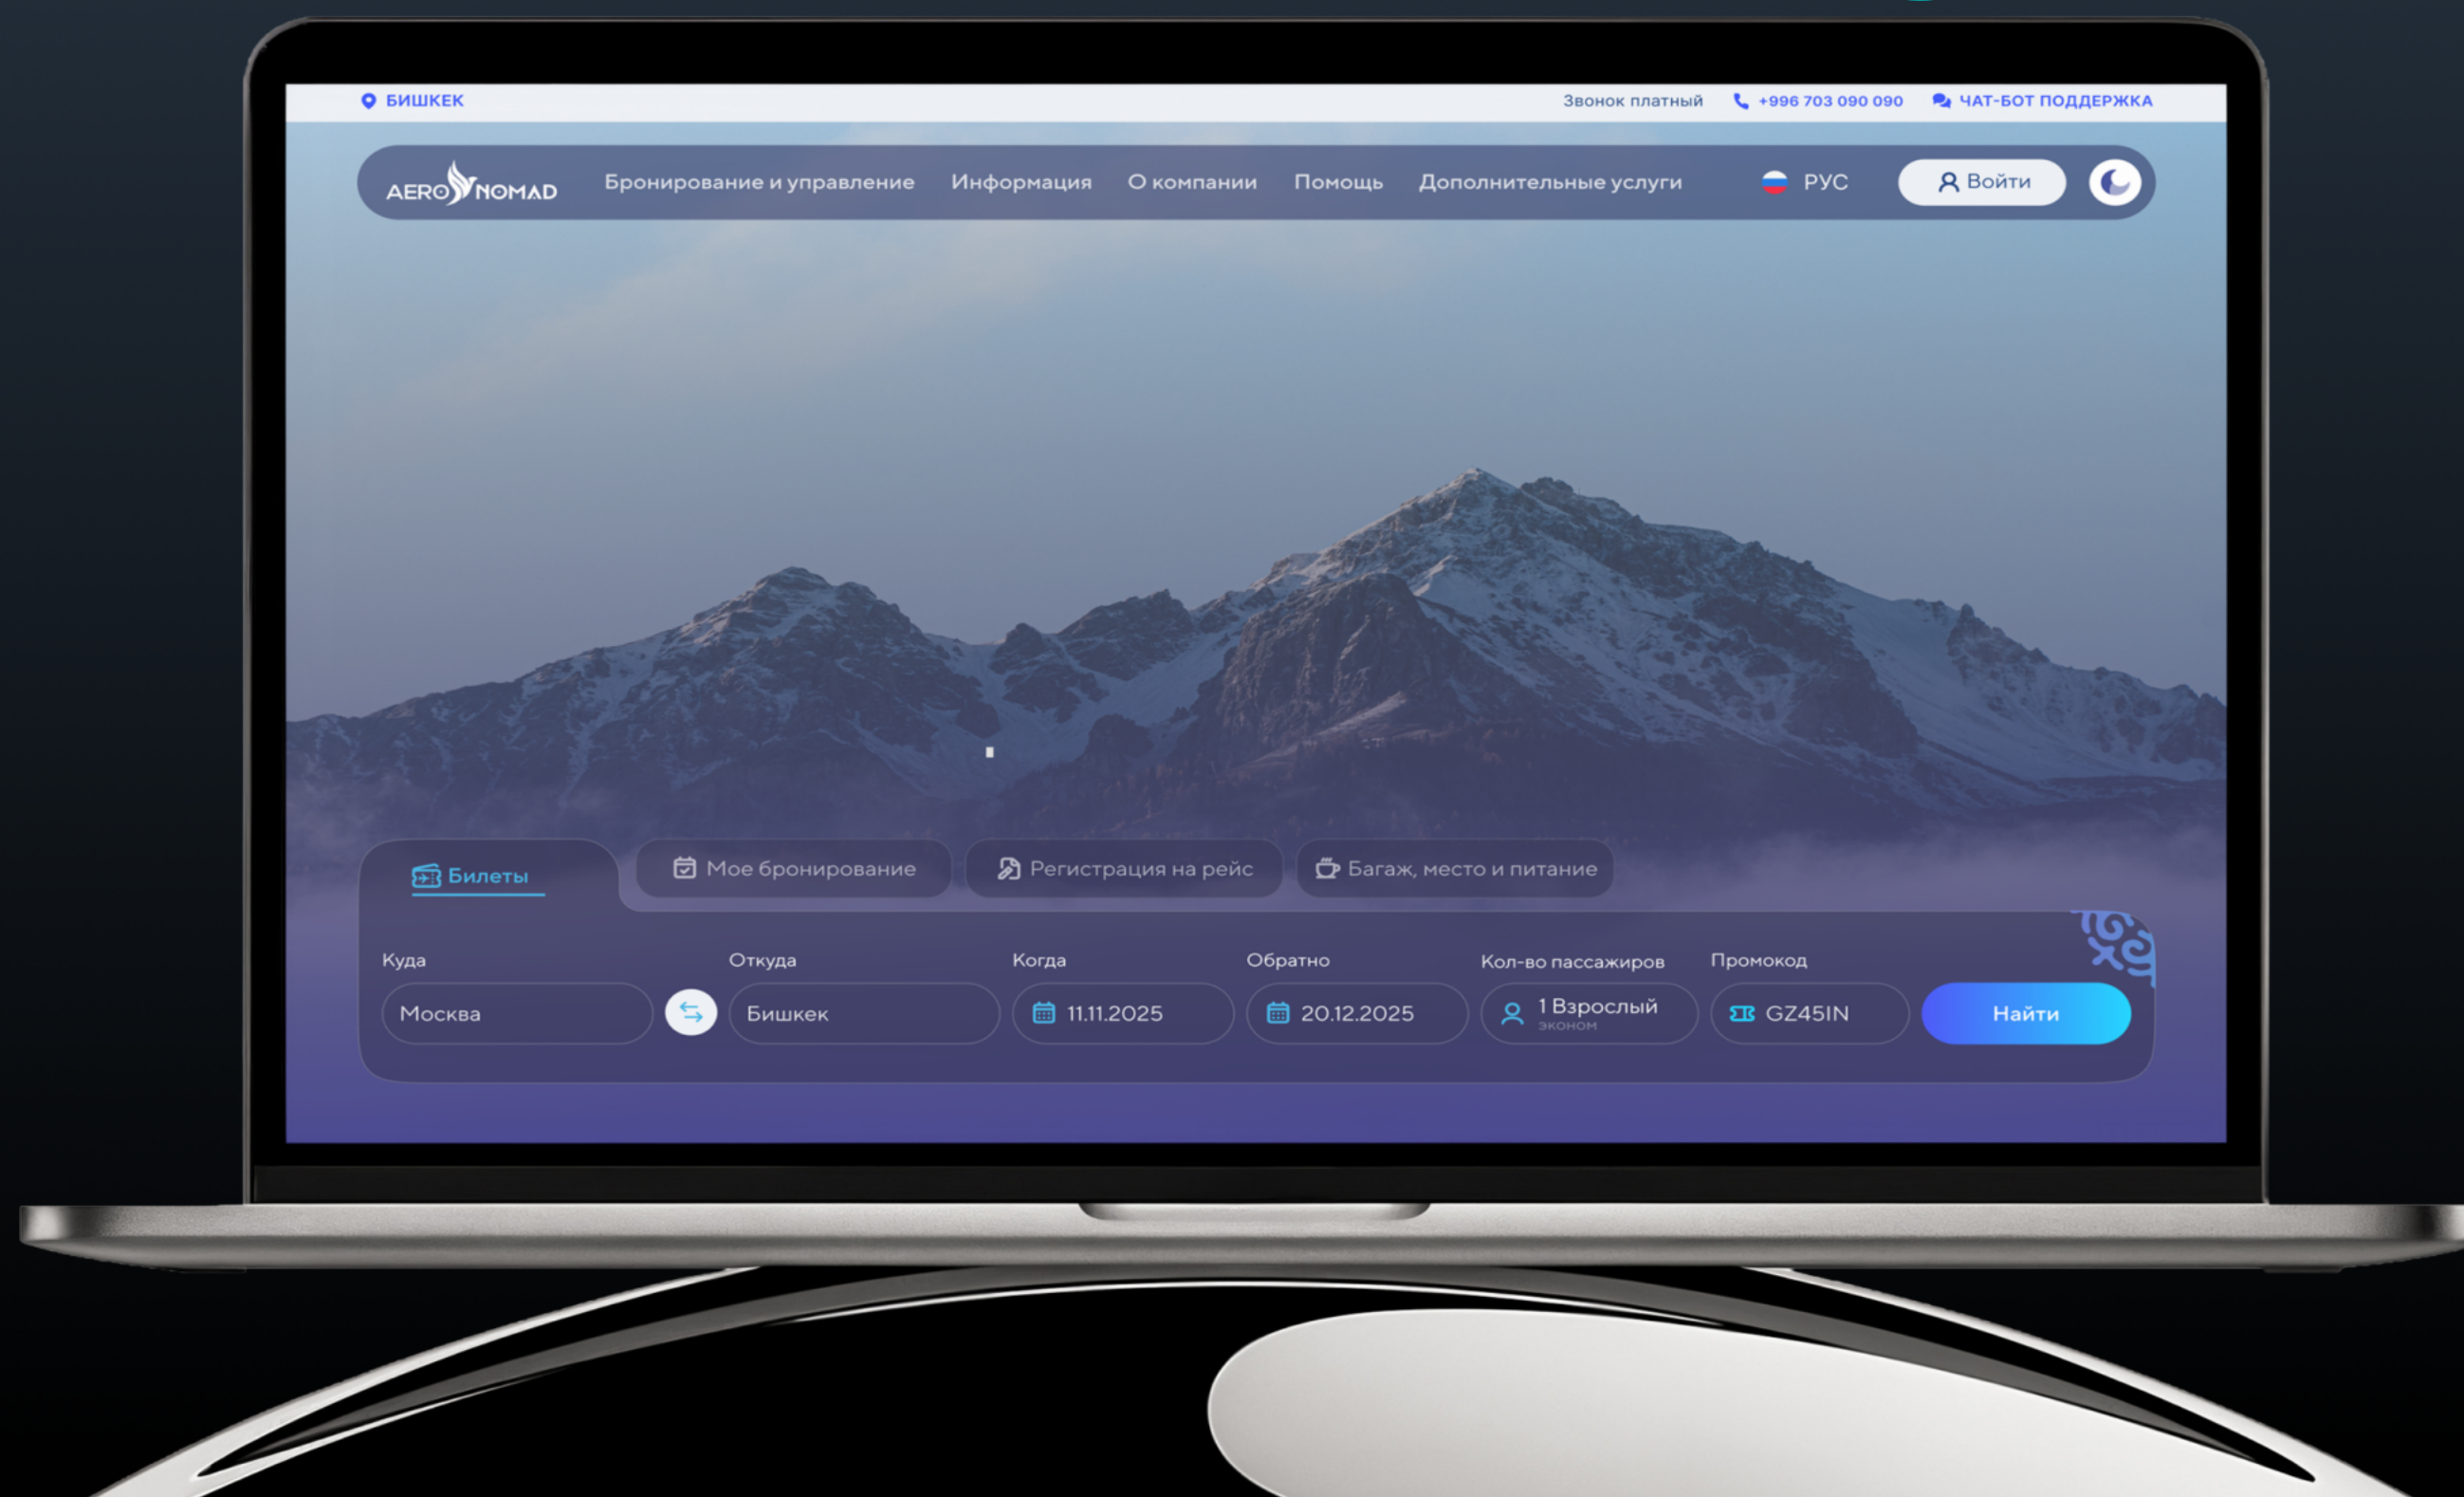 БИШКЕК
Звонок платный +996 703 090 090 ЧАТ-БОТ ПОДДЕРЖКА
AERO NOMAD Бронирование и управление Информация О компании Помощь Дополнительные услуги РУС Войти
Билеты Мое бронирование Регистрация на рейс Багаж, место и питание
Куда Откуда Когда Обратно Кол-во пассажиров Промокод
Москва Бишкек 11.11.2025 20.12.2025 1 Взрослый GZ45IN Найти
эконом